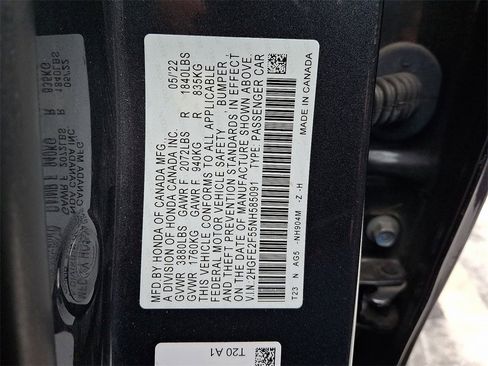 MFD BY HONDA OF CANADA MFG. 05/22
A DIVISION OF HONDA CANADA INC.
GVWR 3880LBS GAWR F 2072LBS R 1840LBS
GVWR 1760KG GAWR F 940KG R 835KG
THIS VEHICLE CONFORMS TO ALL APPLICABLE
FEDERAL MOTOR VEHICLE SAFETY BUMPER
AND THEFT PREVENTION STANDARDS IN EFFECT
ON THE DATE OF MANUFACTURE SHOWN ABOVE.
V.I.N.:2HGFE2F55NH585091 TYPE:PASSENGER CAR
T23 N AG5 -NH904M -Z -H
MADE IN CANADA
T20 A1